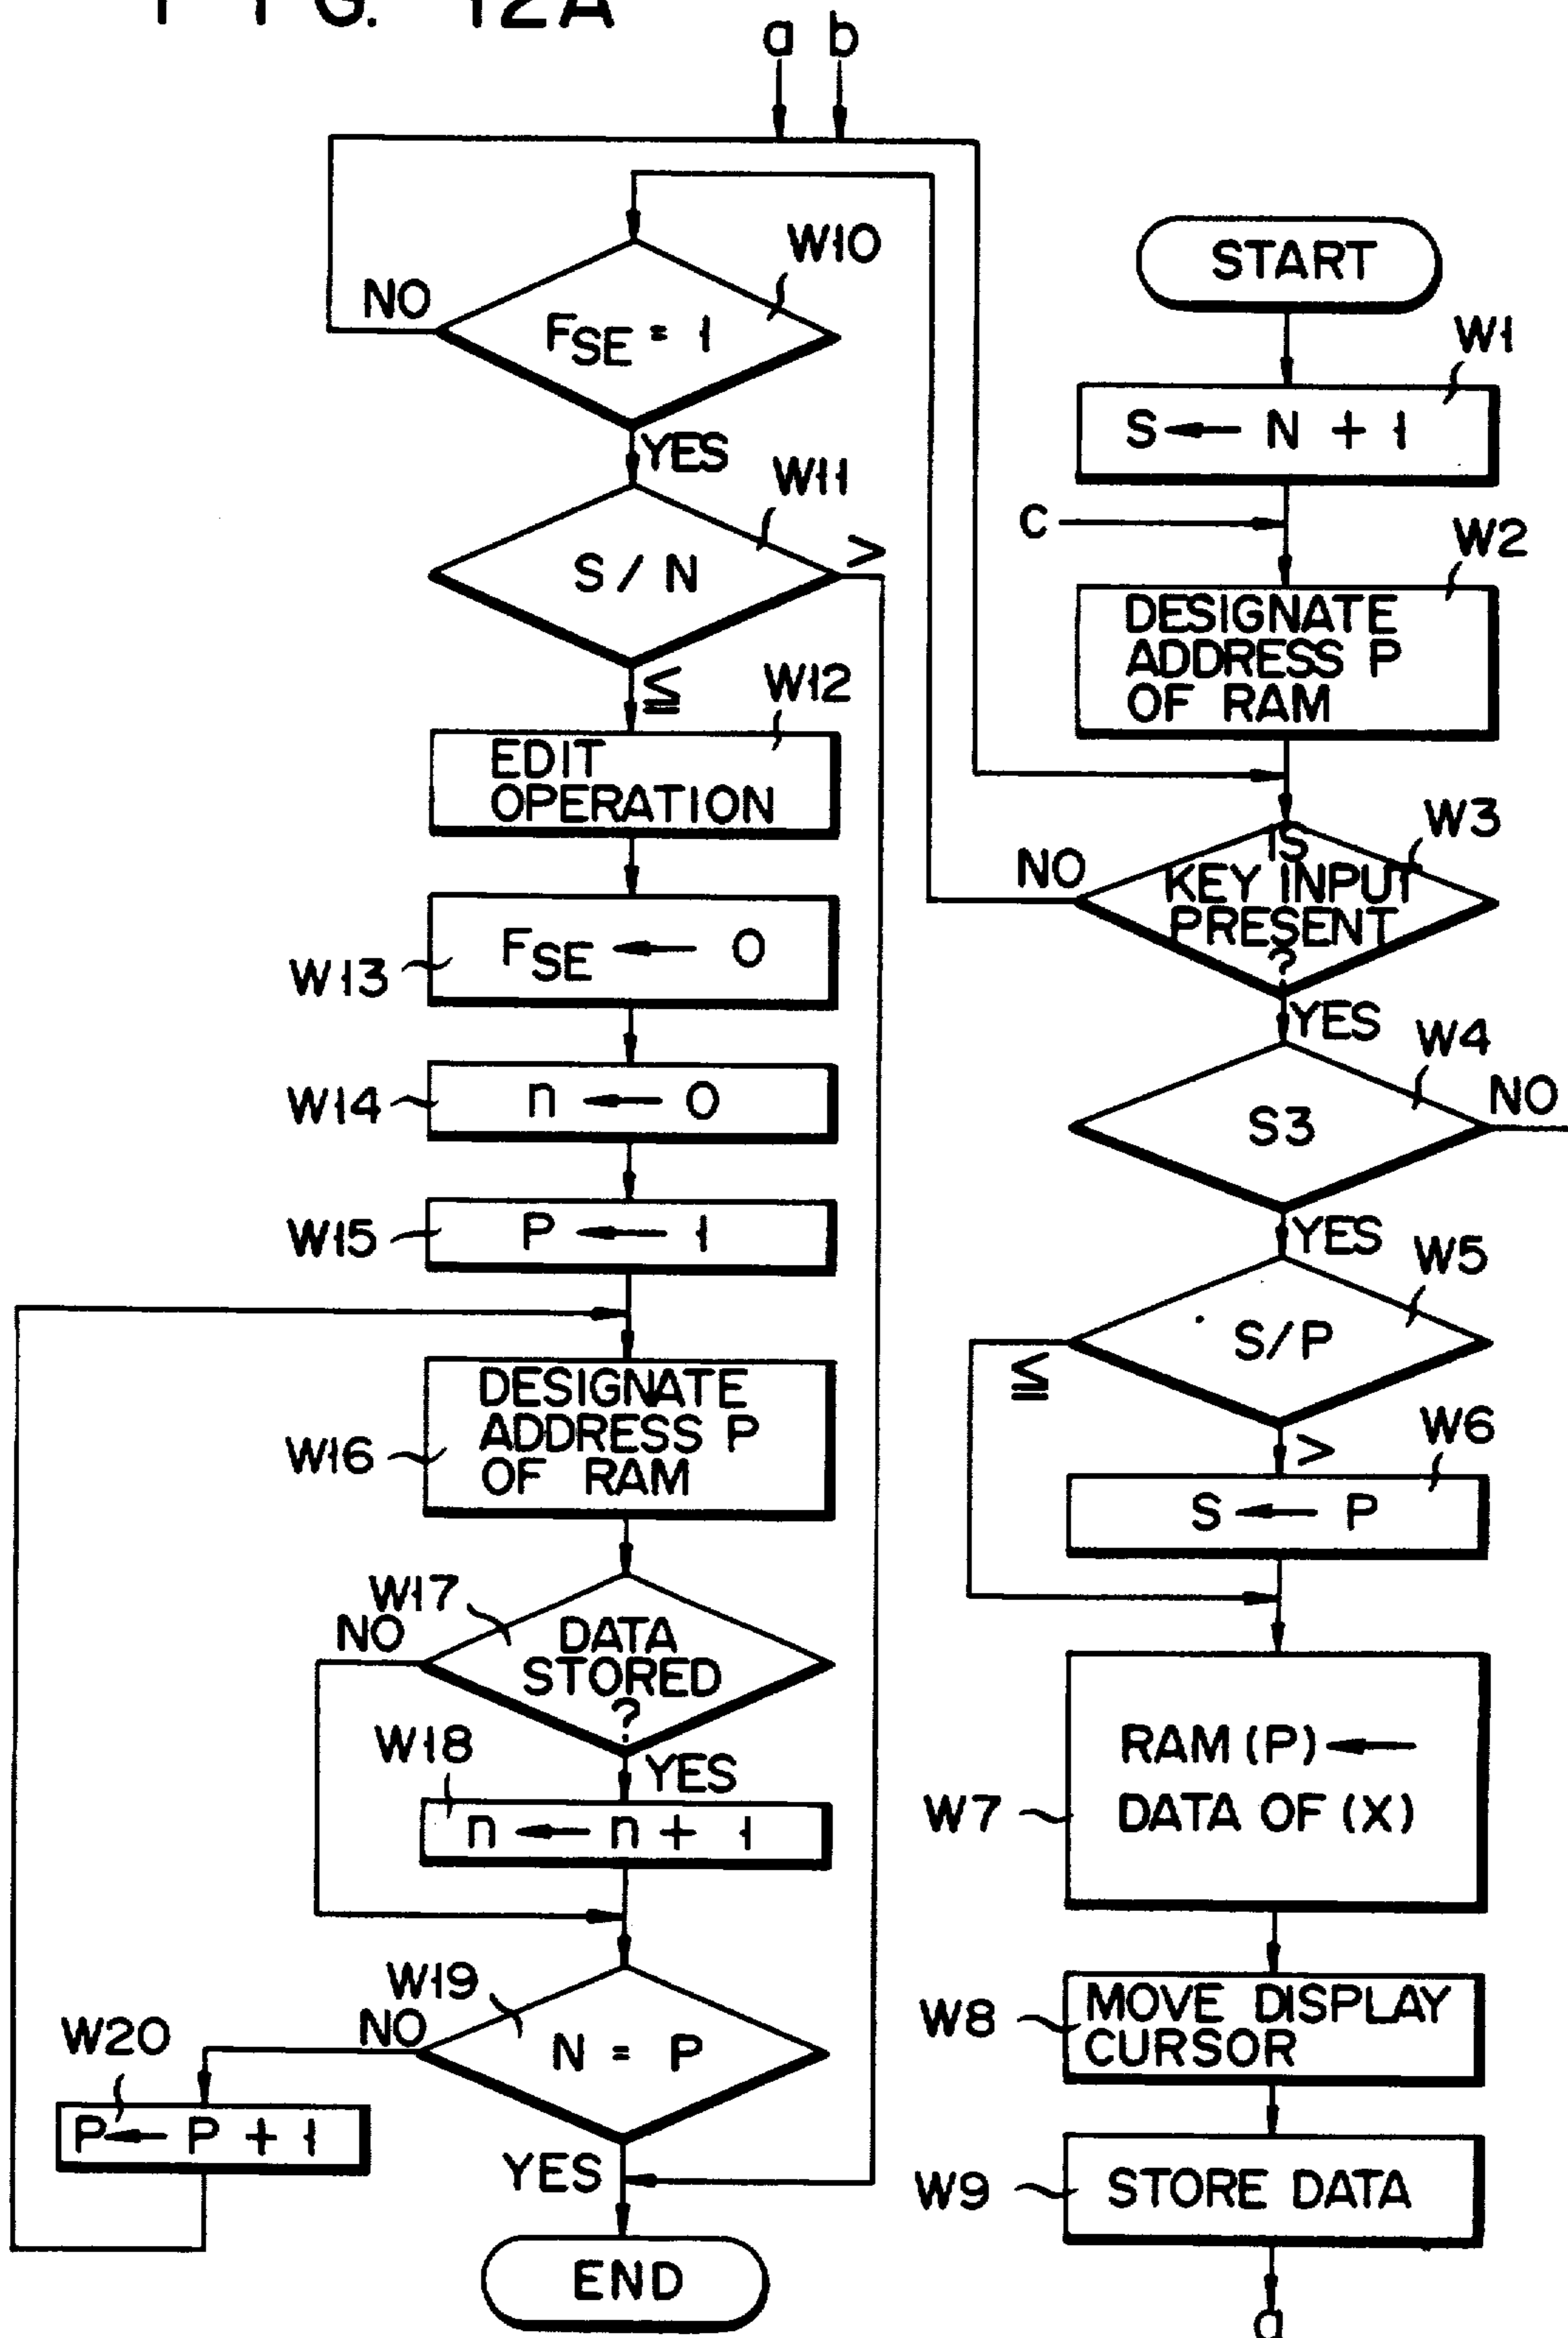 FIG. 12A
a b
START
W1
S ← N + 1
c
W2
DESIGNATE
ADDRESS P
OF RAM
W3
IS
KEY INPUT
PRESENT
?
NO
YES
W4
S3
NO
YES
W5
S/P
≦
>
W6
S ← P
W7
RAM (P) ←
DATA OF (X)
W8
MOVE DISPLAY
CURSOR
W9
STORE DATA
a
W10
FSE = 1
NO
YES
W11
S / N
>
≦
W12
EDIT
OPERATION
W13
FSE ← 0
W14
n ← 0
W15
P ← 1
W16
DESIGNATE
ADDRESS P
OF RAM
W17
NO
DATA
STORED
?
YES
W18
n ← n + 1
W19
N = P
NO
YES
W20
P ← P + 1
END